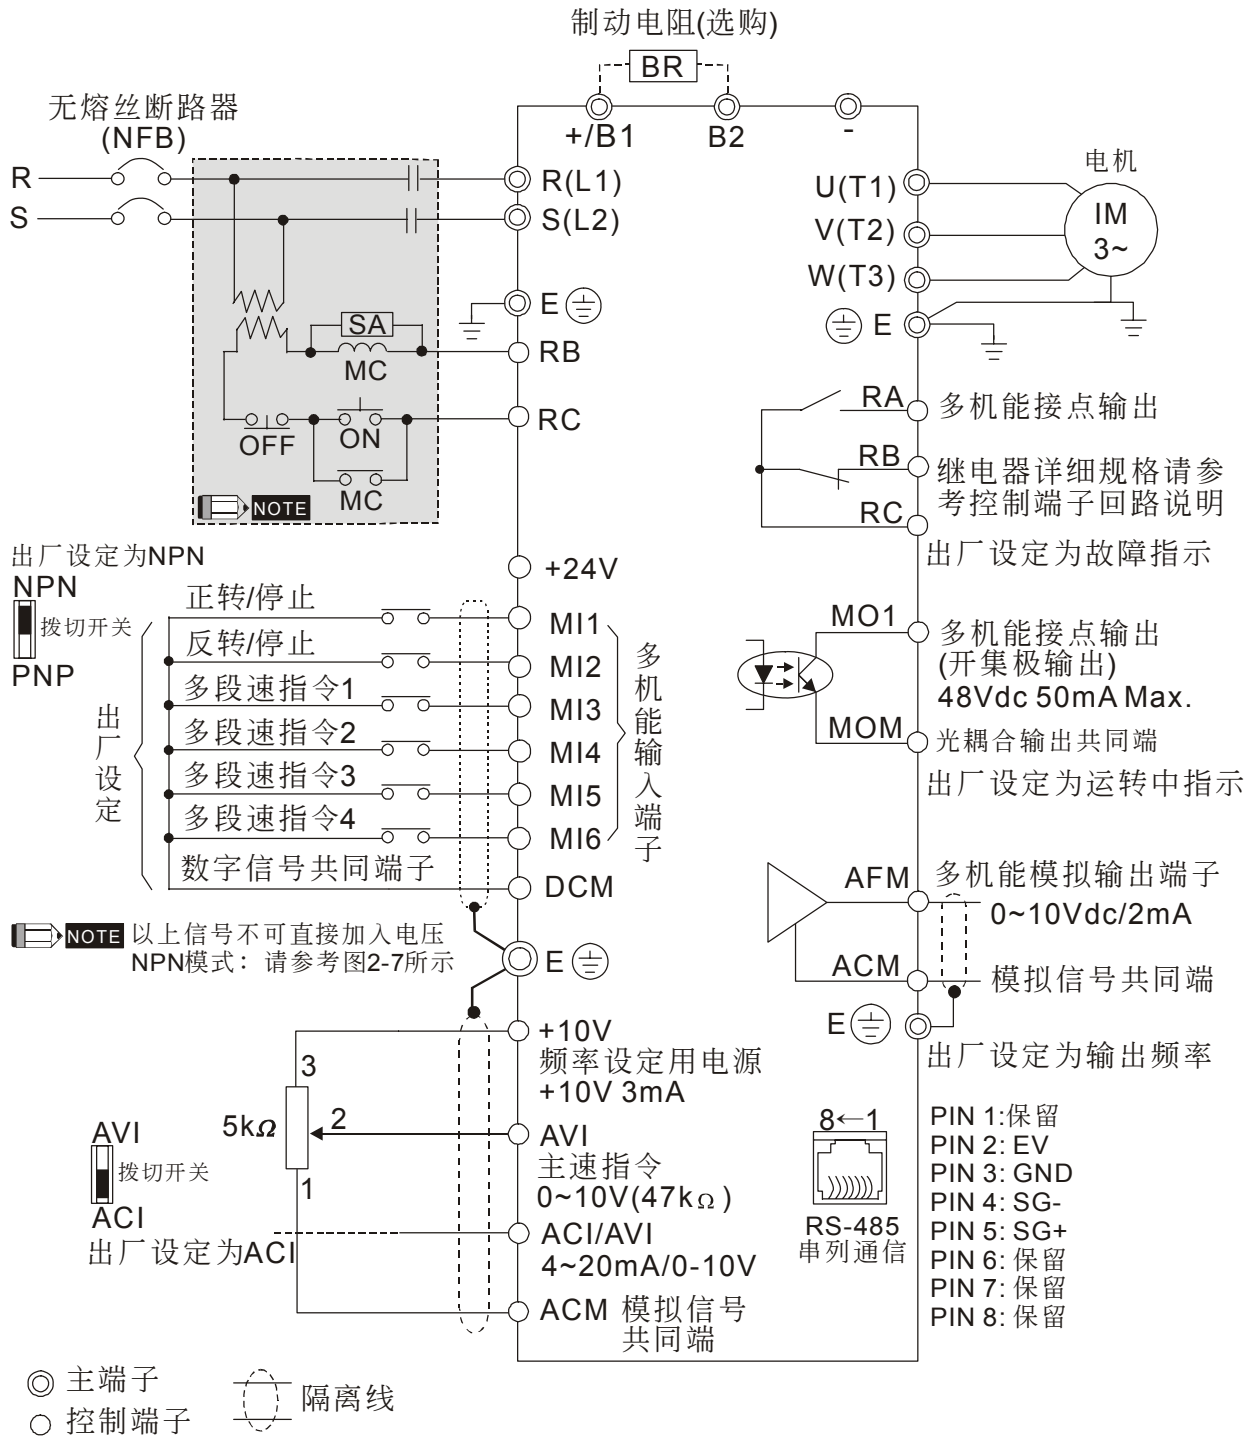 制动电阻(选购)
BR
+/B1
B2
-
无熔丝断路器
(NFB)
R
S
R(L1)
S(L2)
E
SA
MC
RB
OFF
ON
RC
MC
NOTE
电机
U(T1)
V(T2)
W(T3)
IM
3~
E
RA
多机能接点输出
RB
继电器详细规格请参
考控制端子回路说明
RC
出厂设定为故障指示
出厂设定为NPN
NPN
拨切开关
PNP
出厂设定
+24V
正转/停止
MI1
反转/停止
MI2
多段速指令1
MI3
多段速指令2
MI4
多段速指令3
MI5
多段速指令4
MI6
数字信号共同端子
DCM
多机能输入端子
MO1
多机能接点输出
(开集极输出)
48Vdc 50mA Max.
MOM
光耦合输出共同端
出厂设定为运转中指示
NOTE 以上信号不可直接加入电压
NPN模式：请参考图2-7所示
E
AFM
多机能模拟输出端子
0~10Vdc/2mA
ACM
模拟信号共同端
E
出厂设定为输出频率
+10V
频率设定用电源
+10V 3mA
3
5kΩ
2
1
AVI
主速指令
0~10V(47kΩ)
AVI
拨切开关
ACI
出厂设定为ACI
ACI/AVI
4~20mA/0-10V
ACM 模拟信号
共同端
8←1
RS-485
串列通信
PIN 1:保留
PIN 2: EV
PIN 3: GND
PIN 4: SG-
PIN 5: SG+
PIN 6: 保留
PIN 7: 保留
PIN 8: 保留
主端子
控制端子
隔离线